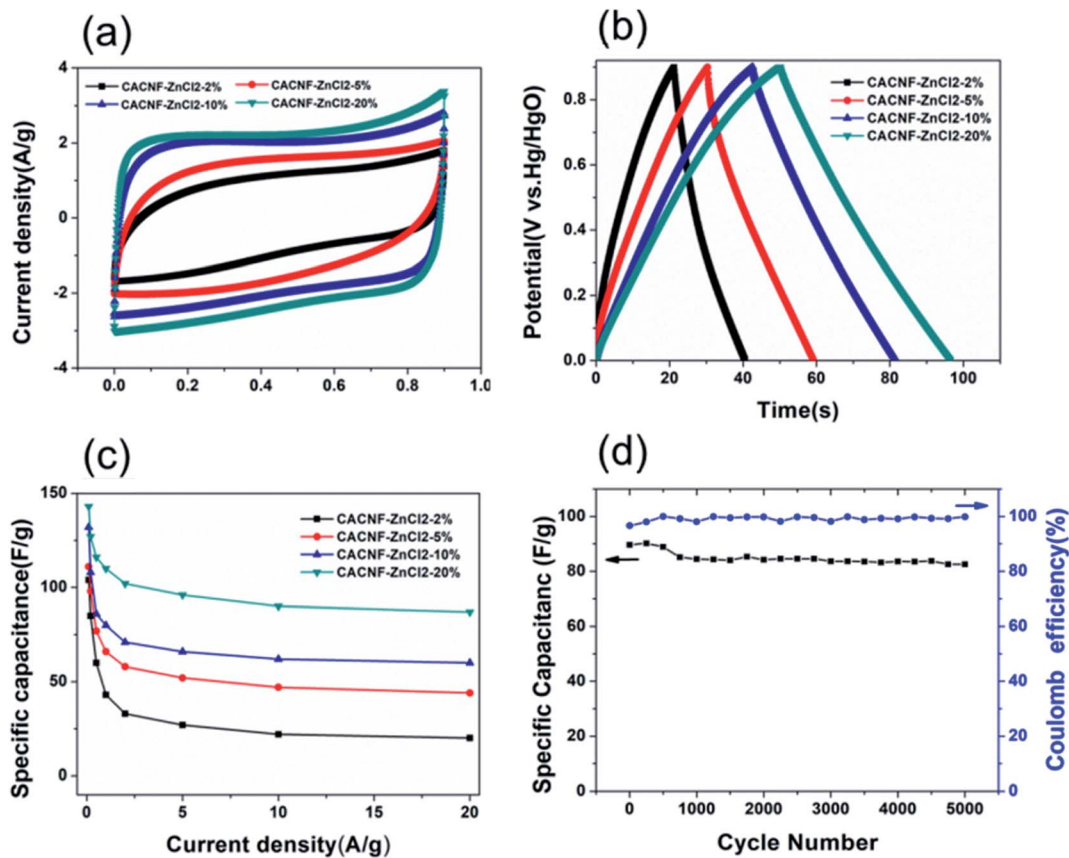 (a)
4
2
0
-2
-4
Current density(A/g)
CACNF-ZnCl2-2%
CACNF-ZnCl2-5%
CACNF-ZnCl2-10%
CACNF-ZnCl2-20%
0.0 0.2 0.4 0.6 0.8 1.0
(b)
0.8
0.4
0.2
0.0
Potential(V vs.Hg/HgO)
CACNF-ZnCl2-2%
CACNF-ZnCl2-5%
CACNF-ZnCl2-10%
CACNF-ZnCl2-20%
0 20 40 60 80 100
Time(s)
(c)
150
100
50
0
Specific capacitance(F/g)
CACNF-ZnCl2-2%
CACNF-ZnCl2-5%
CACNF-ZnCl2-10%
CACNF-ZnCl2-20%
0 5 10 15 20
Current density(A/g)
(d)
100
80
60
40
20
0
Specific Capacitanc (F/g)
100
80
60
40
20
0
Coulomb efficiency(%)
0 1000 2000 3000 4000 5000
Cycle Number